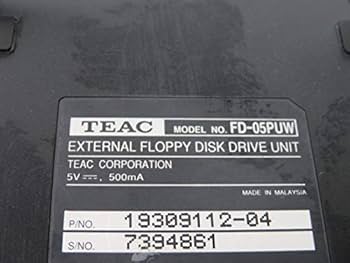 TEAC MODEL NO. FD-05PUW
EXTERNAL FLOPPY DISK DRIVE UNIT
TEAC CORPORATION
5V⎓, 500mA
MADE IN MALAYSIA
P/NO. 19309112-04
S/NO. 7394861